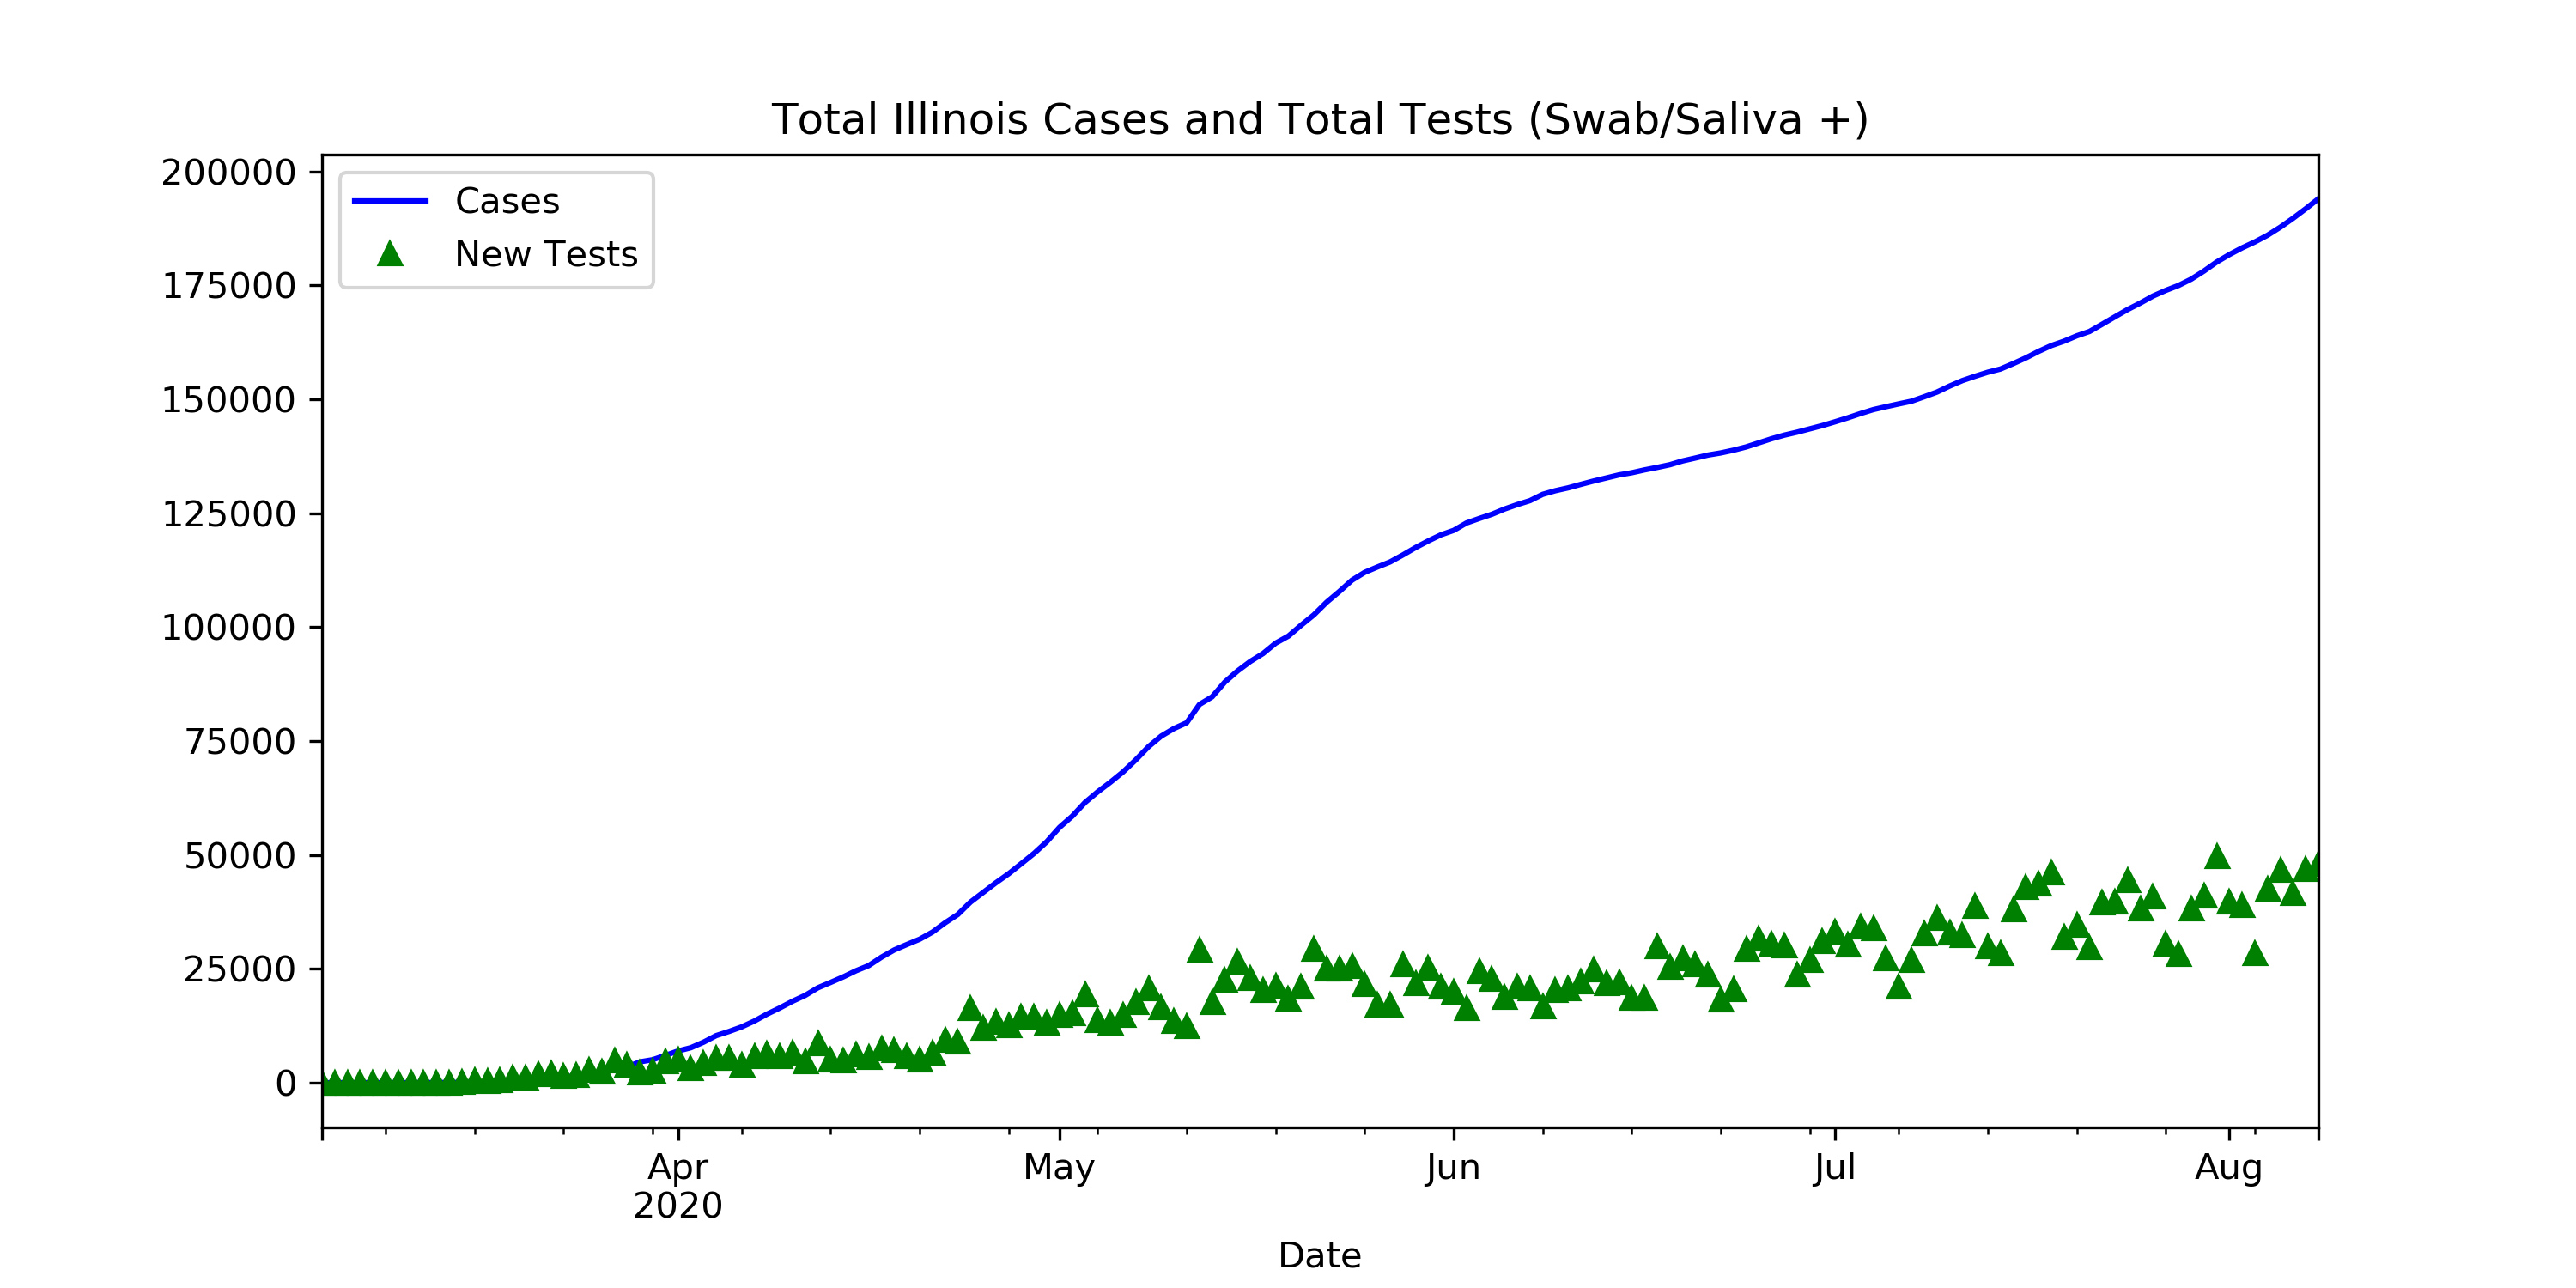 Total Illinois Cases and Total Tests (Swab/Saliva +)
200000
175000
150000
125000
100000
75000
50000
25000
0
Cases
New Tests
Apr
2020
May
Jun
Jul
Aug
Date